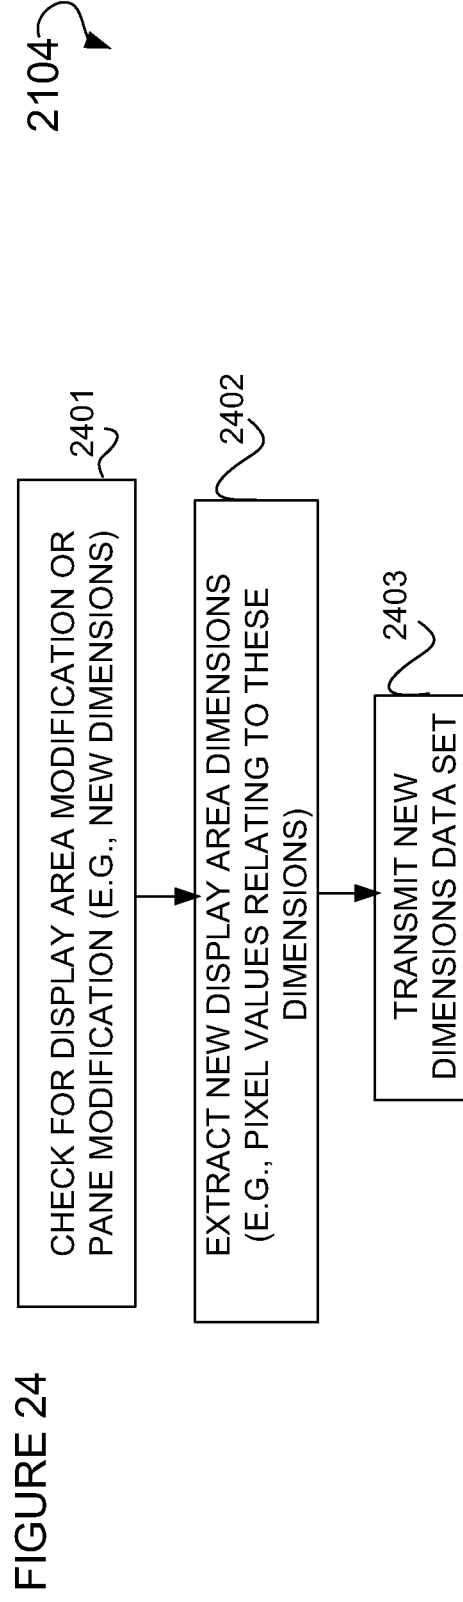 FIGURE 24
2104
2401
CHECK FOR DISPLAY AREA MODIFICATION OR
PANE MODIFICATION (E.G., NEW DIMENSIONS)
2402
EXTRACT NEW DISPLAY AREA DIMENSIONS
(E.G., PIXEL VALUES RELATING TO THESE
DIMENSIONS)
2403
TRANSMIT NEW
DIMENSIONS DATA SET